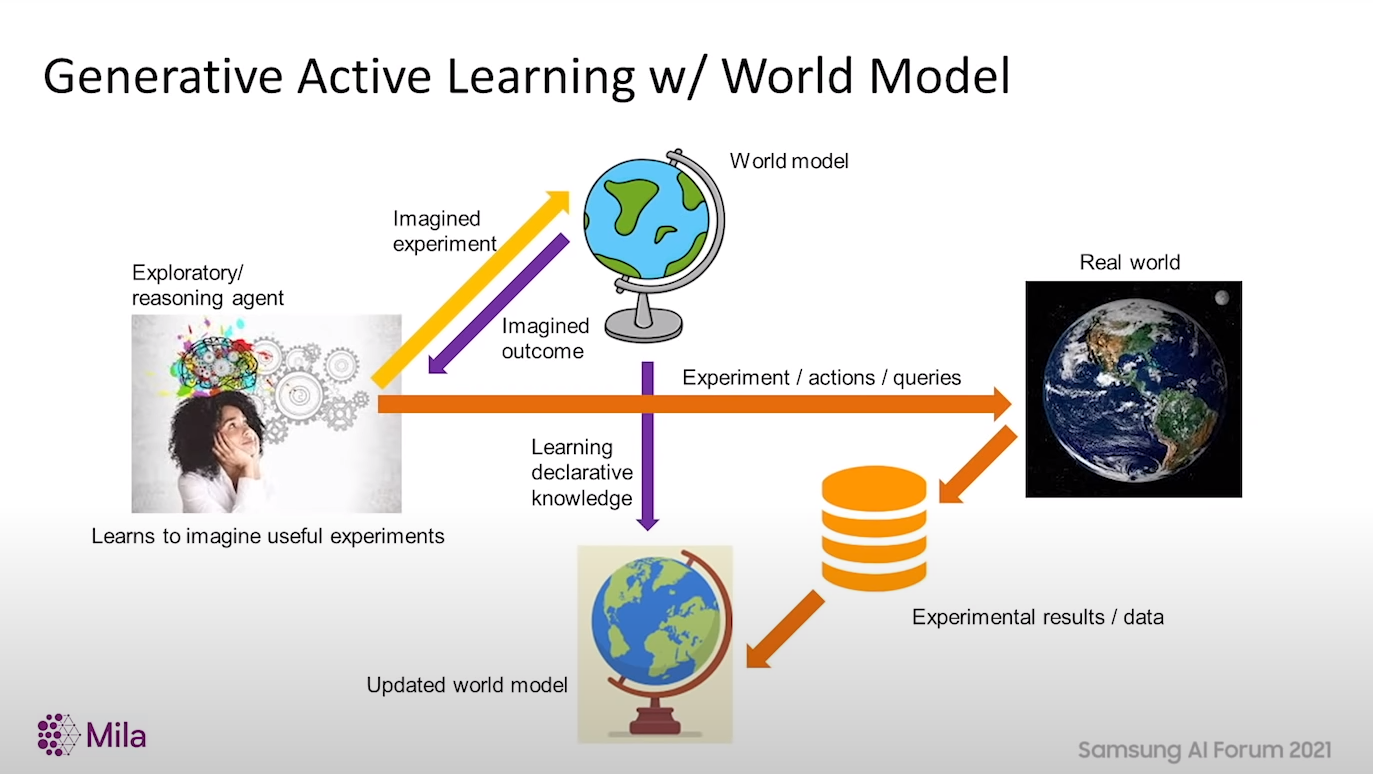 Generative Active Learning w/ World Model
World model
Imagined
experiment
Exploratory/
reasoning agent
Real world
Imagined
outcome
Experiment / actions / queries
Learning
declarative
knowledge
Learns to imagine useful experiments
Experimental results / data
Updated world model
Mila
Samsung AI Forum 2021